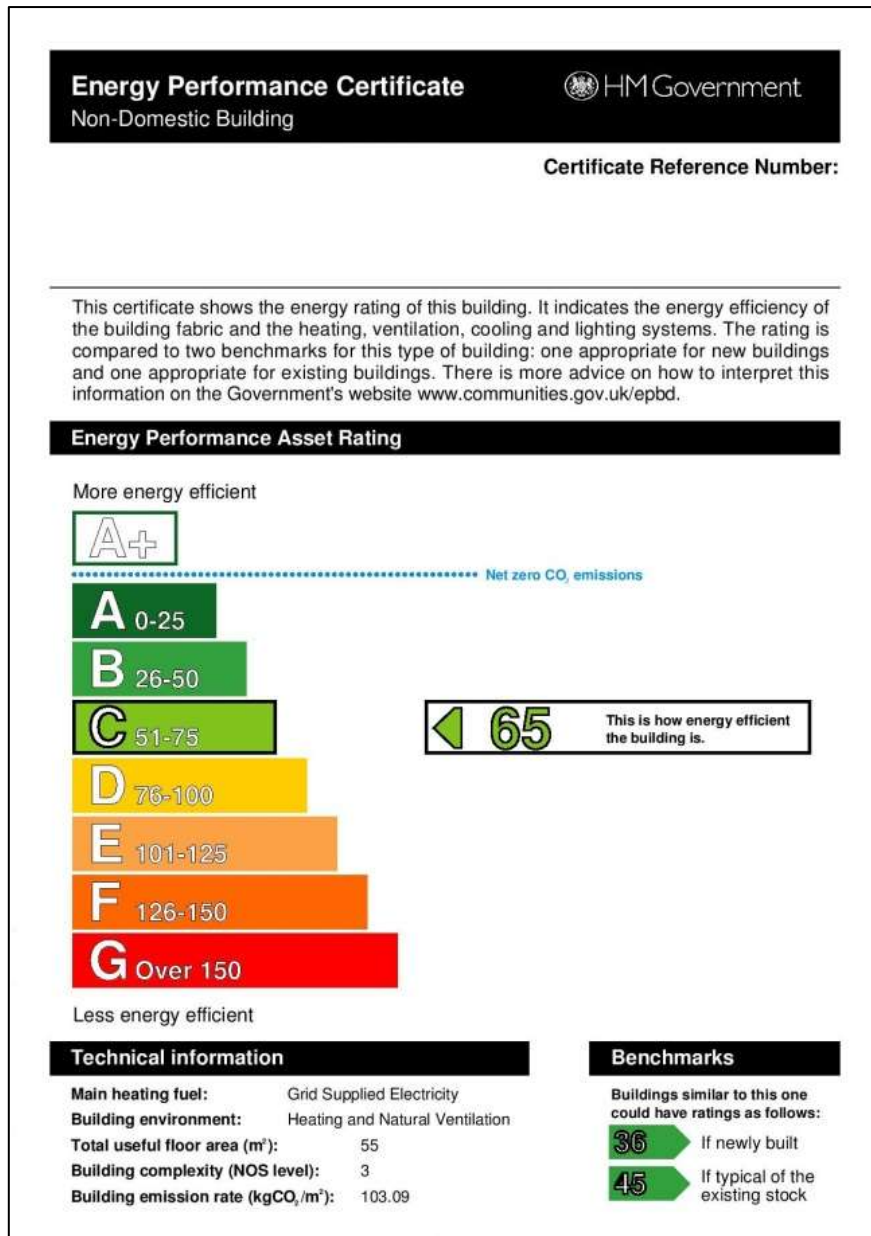 Energy Performance Certificate
HM Government
Non-Domestic Building
Certificate Reference Number:
This certificate shows the energy rating of this building. It indicates the energy efficiency of
the building fabric and the heating, ventilation, cooling and lighting systems. The rating is
compared to two benchmarks for this type of building: one appropriate for new buildings
and one appropriate for existing buildings. There is more advice on how to interpret this
information on the Government's website www.communities.gov.uk/epbd.
Energy Performance Asset Rating
More energy efficient
A+
Net zero CO₂ emissions
A 0-25
B 26-50
C 51-75
65 This is how energy efficient
the building is.
D 76-100
E 101-125
F 126-150
G Over 150
Less energy efficient
Technical information
Main heating fuel: Grid Supplied Electricity
Building environment: Heating and Natural Ventilation
Total useful floor area (m²): 55
Building complexity (NOS level): 3
Building emission rate (kgCO₂/m²): 103.09
Benchmarks
Buildings similar to this one
could have ratings as follows:
36 If newly built
45 If typical of the
existing stock